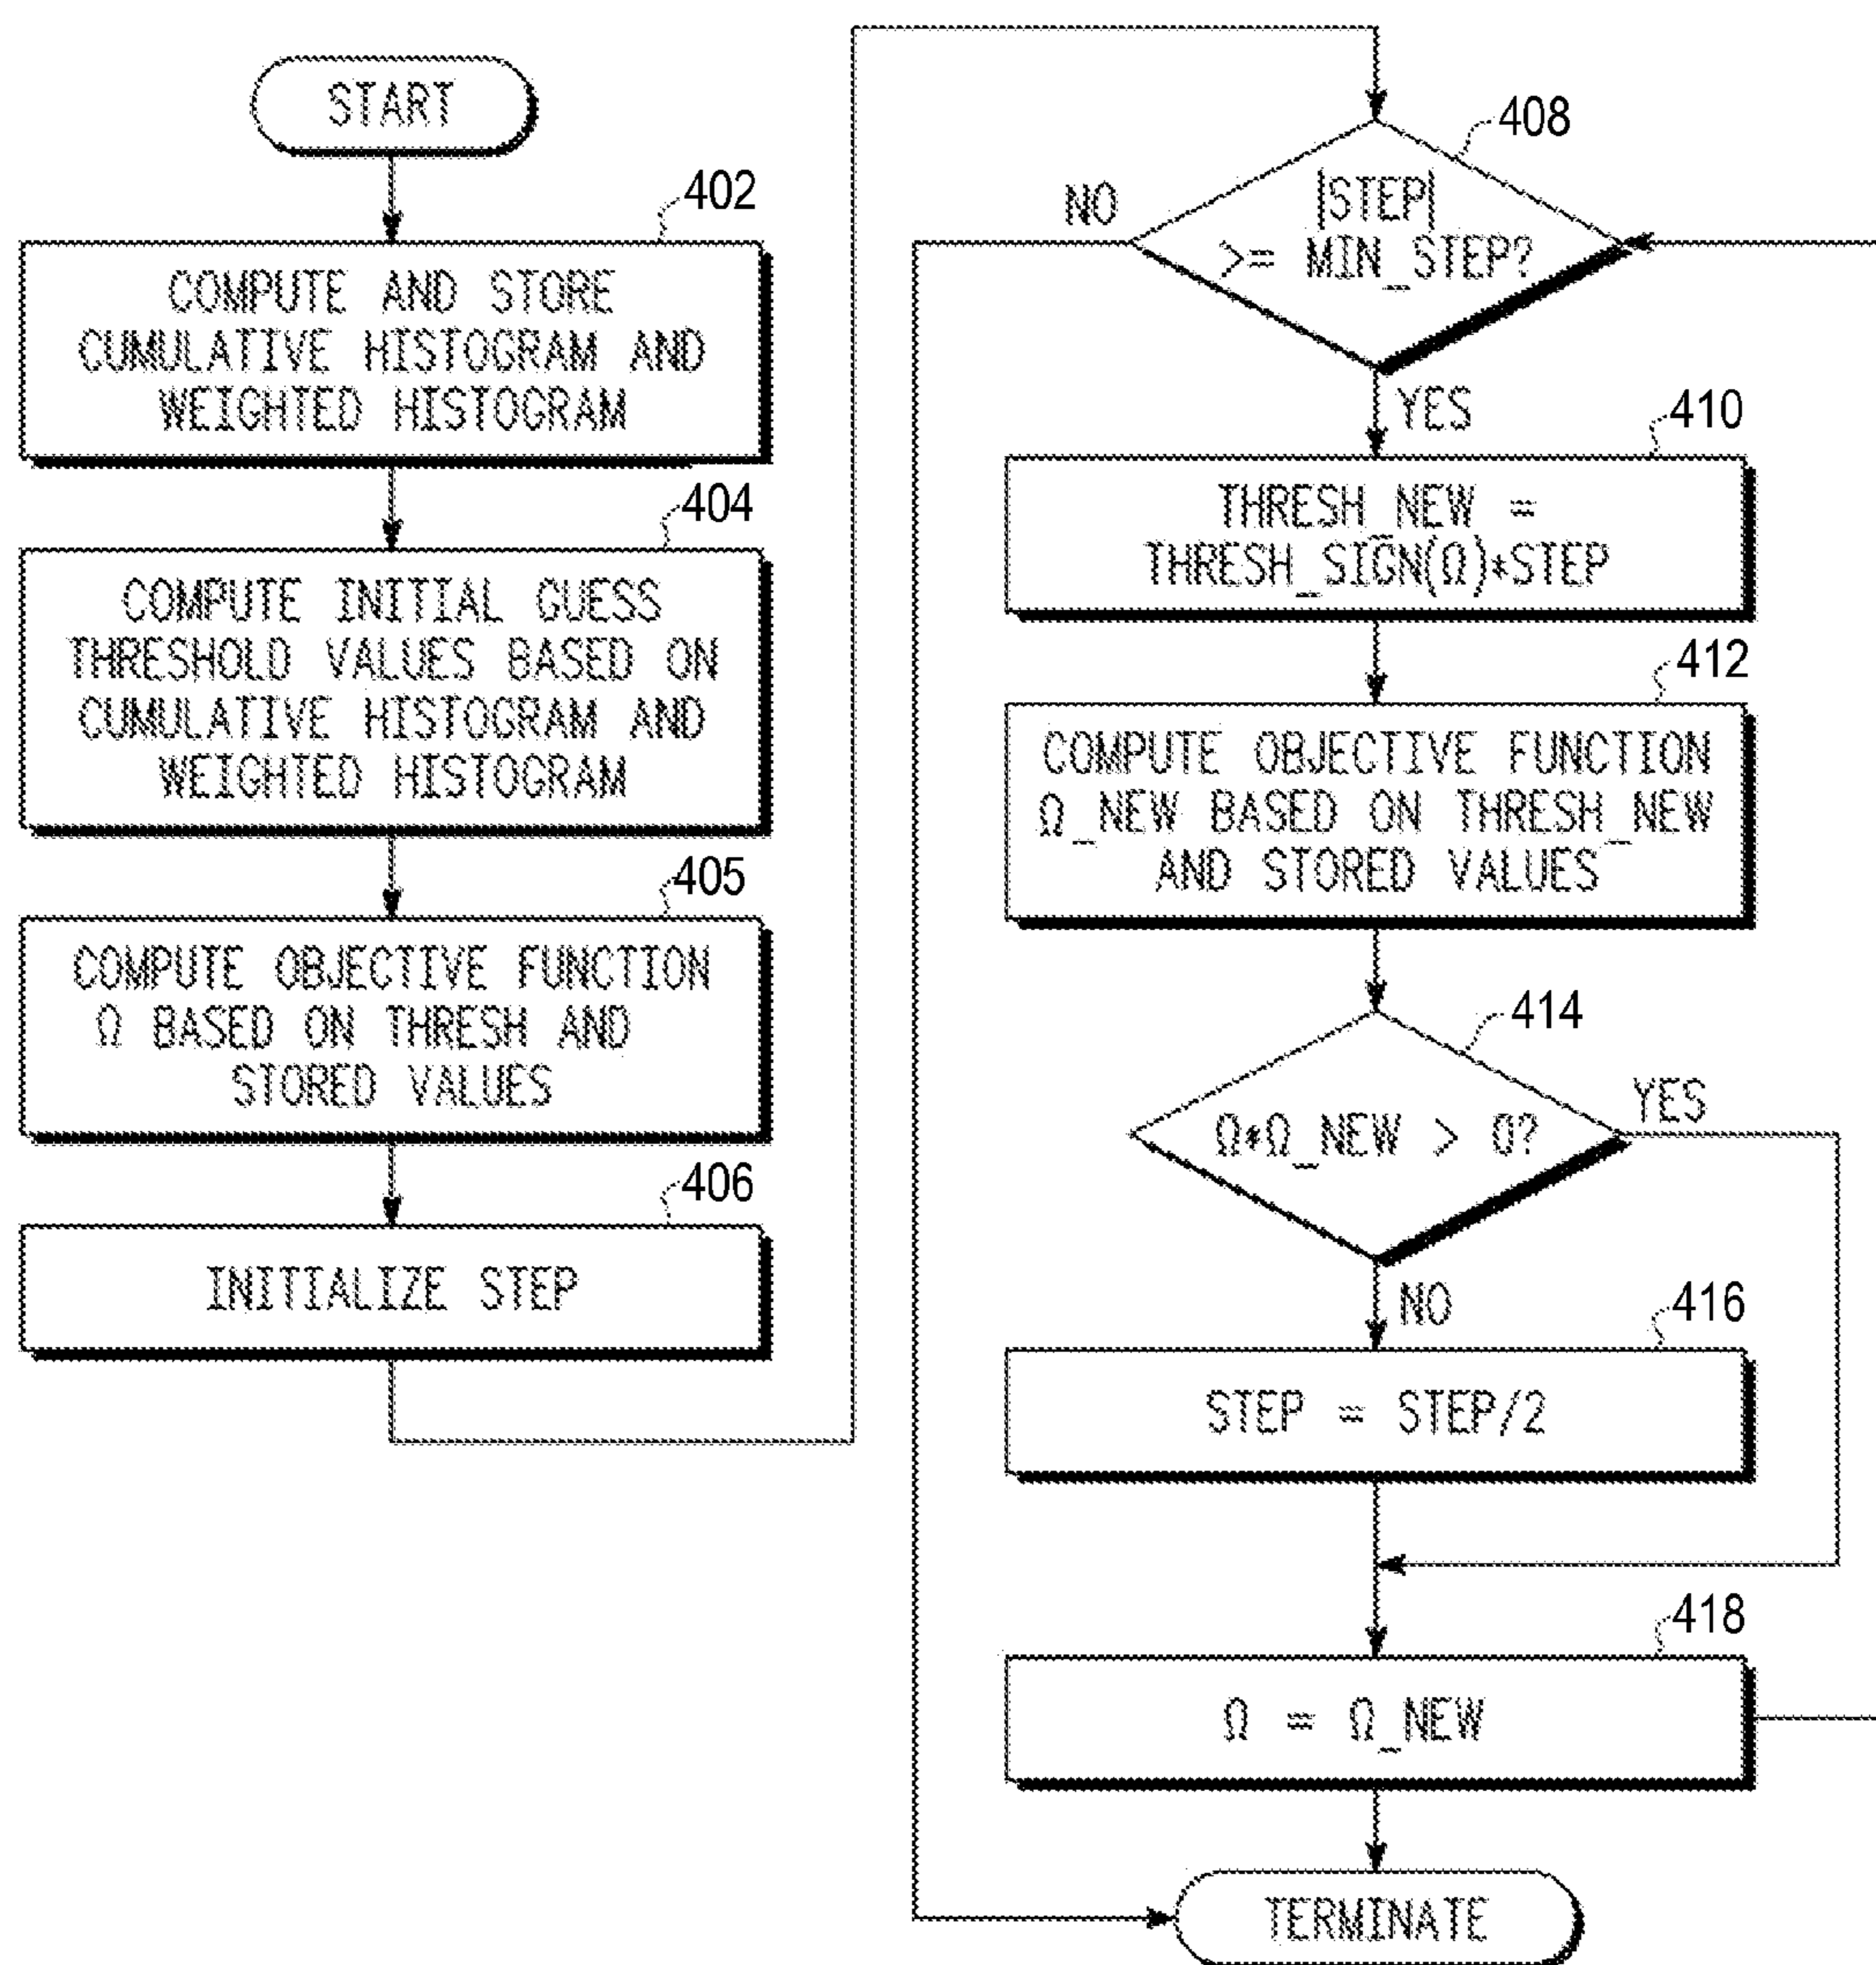 START
402
COMPUTE AND STORE
CUMULATIVE HISTOGRAM AND
WEIGHTED HISTOGRAM
404
COMPUTE INITIAL GUESS
THRESHOLD VALUES BASED ON
CUMULATIVE HISTOGRAM AND
WEIGHTED HISTOGRAM
405
COMPUTE OBJECTIVE FUNCTION
Ω BASED ON THRESH AND
STORED VALUES
406
INITIALIZE STEP
408
NO
|STEP|
>= MIN_STEP?
YES
410
THRESH_NEW =
THRESH_SIGN(Ω)*STEP
412
COMPUTE OBJECTIVE FUNCTION
Ω_NEW BASED ON THRESH_NEW
AND STORED VALUES
414
YES
Ω*Ω_NEW > 0?
NO
416
STEP = STEP/2
418
Ω = Ω_NEW
TERMINATE